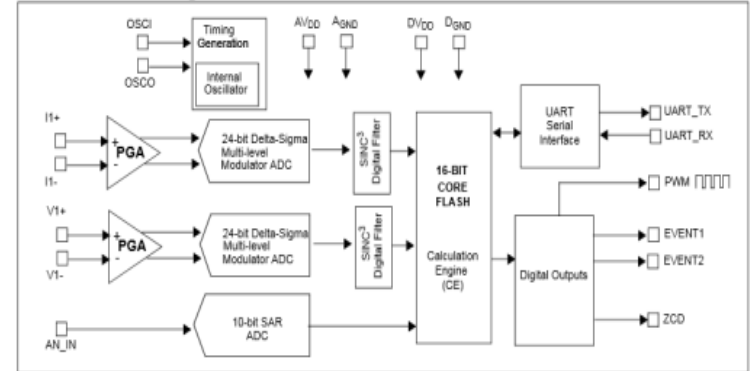 OSCI
OSCO
Timing
Generation
Internal
Oscillator
AVDD
AGND
DVDD
DGND
I1+
I1-
+
-
PGA
24-bit Delta-Sigma
Multi-level
Modulator ADC
SINC3
Digital Filter
16-BIT
CORE
FLASH
Calculation
Engine
(CE)
UART
Serial
Interface
UART_TX
UART_RX
PWM
V1+
V1-
+
-
PGA
24-bit Delta-Sigma
Multi-level
Modulator ADC
SINC3
Digital Filter
Digital Outputs
EVENT1
EVENT2
ZCD
AN_IN
10-bit SAR
ADC